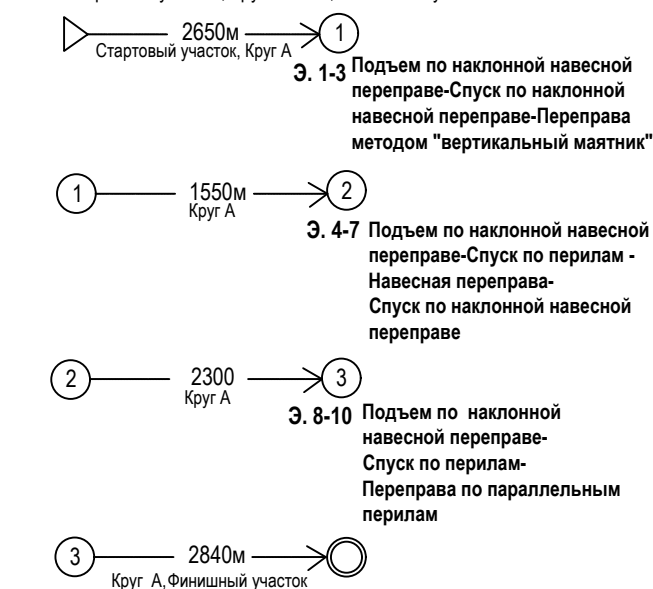 2650м
1
Стартовый участок, Круг А
Э. 1-3 Подъем по наклонной навесной
переправе-Спуск по наклонной
навесной переправе-Переправа
методом "вертикальный маятник"
1 1550м 2
Круг А
Э. 4-7 Подъем по наклонной навесной
переправе-Спуск по перилам -
Навесная переправа-
Спуск по наклонной навесной
переправе
2 2300 3
Круг А
Э. 8-10 Подъем по наклонной
навесной переправе-
Спуск по перилам-
Переправа по параллельным
перилам
3 2840м
Круг А,Финишный участок